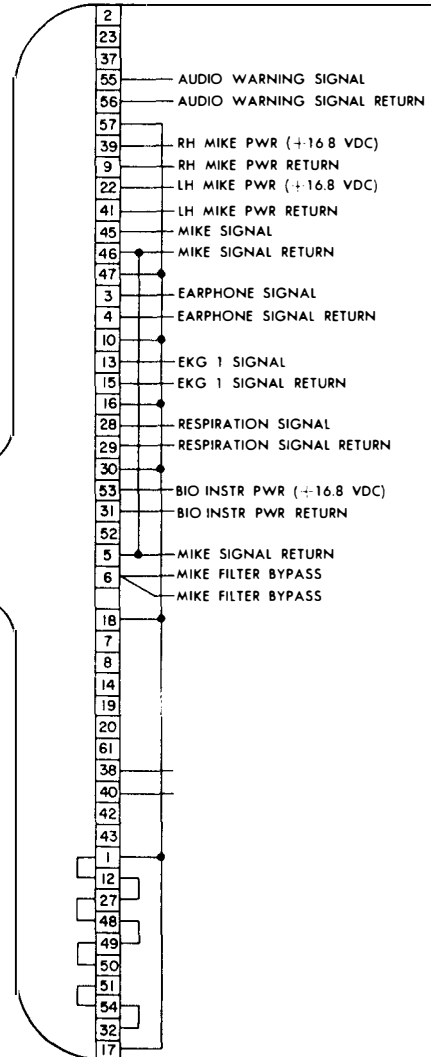 2
23
37
55 AUDIO WARNING SIGNAL
56 AUDIO WARNING SIGNAL RETURN
57
39 RH MIKE PWR (+16 8 VDC)
9 RH MIKE PWR RETURN
22 LH MIKE PWR (+16.8 VDC)
41 LH MIKE PWR RETURN
45 MIKE SIGNAL
46 MIKE SIGNAL RETURN
47
3 EARPHONE SIGNAL
4 EARPHONE SIGNAL RETURN
10
13 EKG 1 SIGNAL
15 EKG 1 SIGNAL RETURN
16
28 RESPIRATION SIGNAL
29 RESPIRATION SIGNAL RETURN
30
53 BIO INSTR PWR (+16.8 VDC)
31 BIO INSTR PWR RETURN
52
5 MIKE SIGNAL RETURN
6 MIKE FILTER BYPASS
MIKE FILTER BYPASS
18
7
8
14
19
20
61
38
40
42
43
1
12
27
48
49
50
51
54
32
17